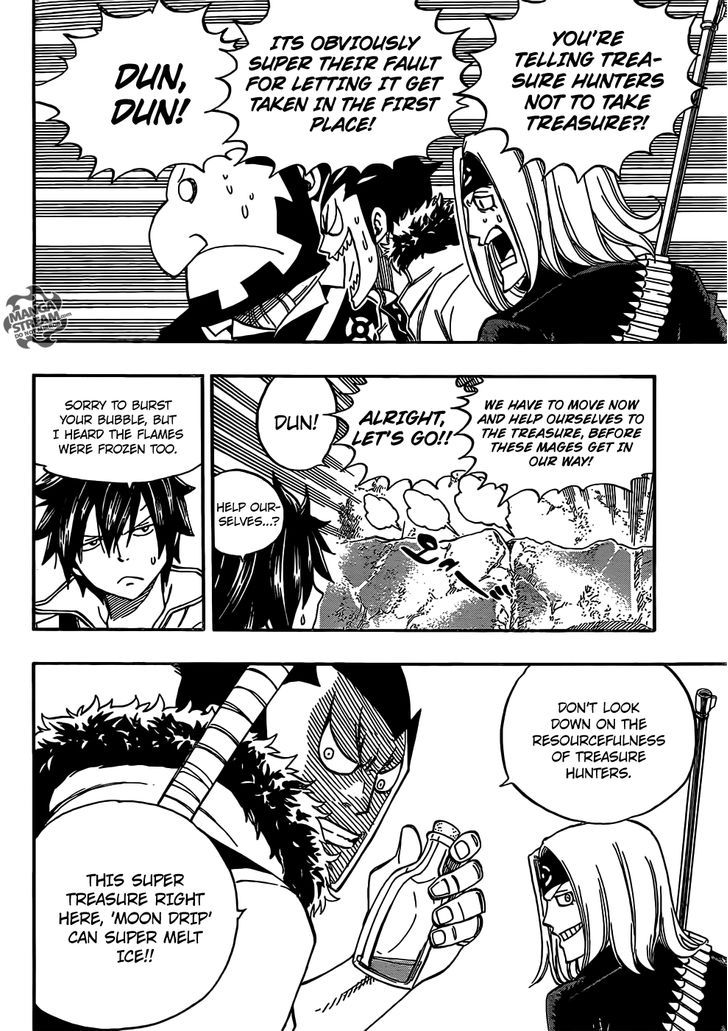 YOU'RE
TELLING TREA-
SURE HUNTERS
NOT TO TAKE
TREASURE?!
ITS OBVIOUSLY
SUPER THEIR FAULT
FOR LETTING IT GET
TAKEN IN THE FIRST
PLACE!
DUN,
DUN!
MANGA
STREAM.COM
WE HAVE TO MOVE NOW
AND HELP OURSELVES TO
THE TREASURE, BEFORE
THESE MAGES GET IN
OUR WAY!
ALRIGHT,
LET'S GO!!
DUN!
HELP OUR-
SELVES...?
SORRY TO BURST
YOUR BUBBLE, BUT
I HEARD THE FLAMES
WERE FROZEN TOO.
DON'T LOOK
DOWN ON THE
RESOURCEFULNESS
OF TREASURE
HUNTERS.
THIS SUPER
TREASURE RIGHT
HERE, 'MOON DRIP'
CAN SUPER MELT
ICE!!